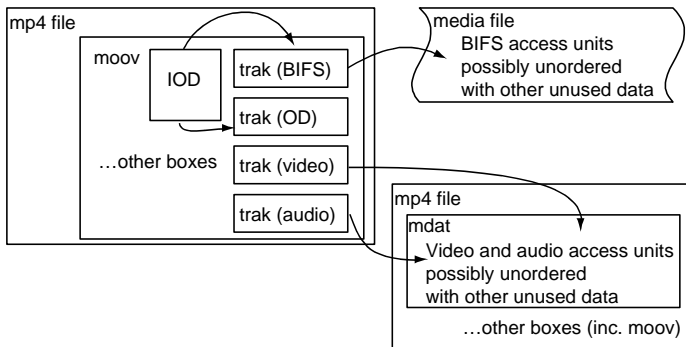 mp4 file
moov
IOD
trak (BIFS)
trak (OD)
…other boxes
trak (video)
trak (audio)
media file
BIFS access units
possibly unordered
with other unused data
mp4 file
mdat
Video and audio access units
possibly unordered
with other unused data
…other boxes (inc. moov)